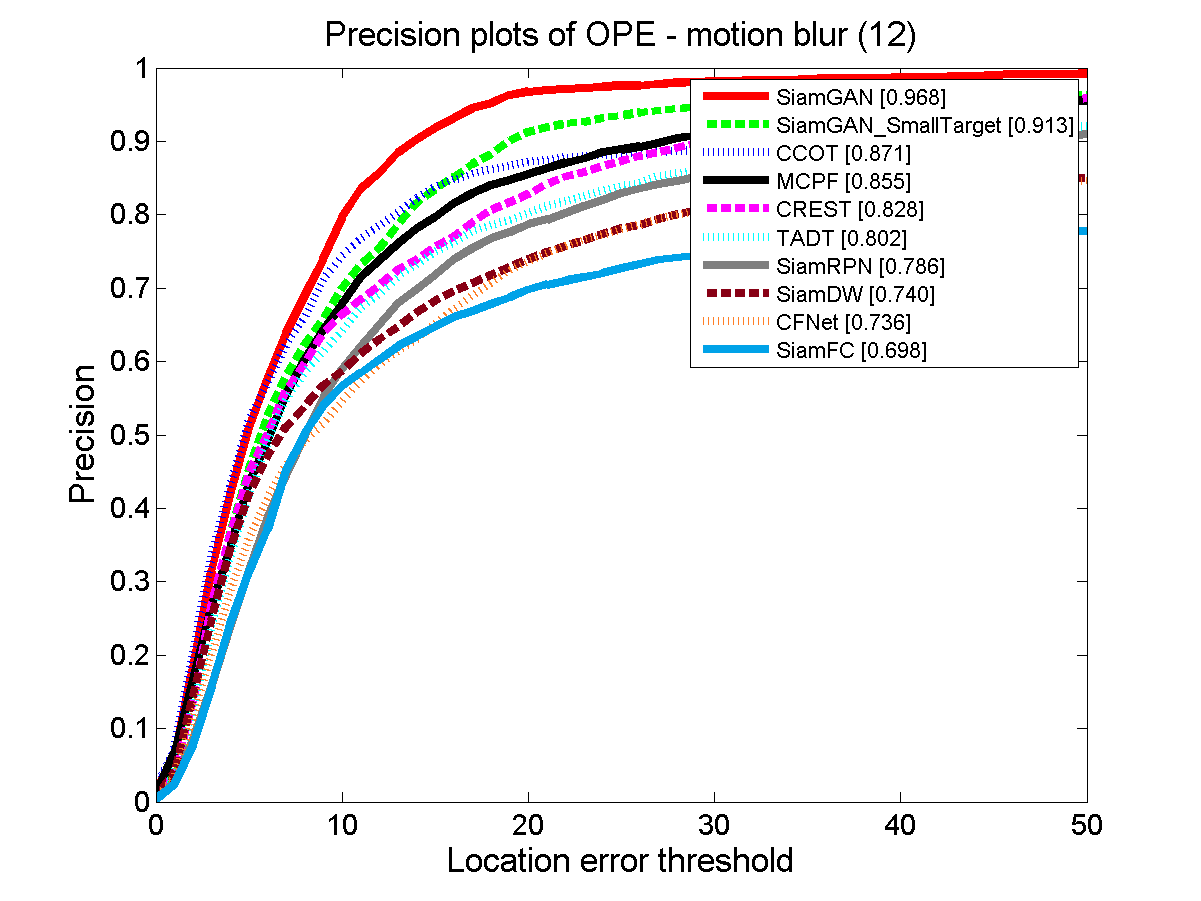 Precision plots of OPE - motion blur (12)
1
0.9
0.8
0.7
0.6
0.5
0.4
0.3
0.2
0.1
0
Precision
SiamGAN [0.968]
SiamGAN_SmallTarget [0.913]
CCOT [0.871]
MCPF [0.855]
CREST [0.828]
TADT [0.802]
SiamRPN [0.786]
SiamDW [0.740]
CFNet [0.736]
SiamFC [0.698]
0 10 20 30 40 50
Location error threshold